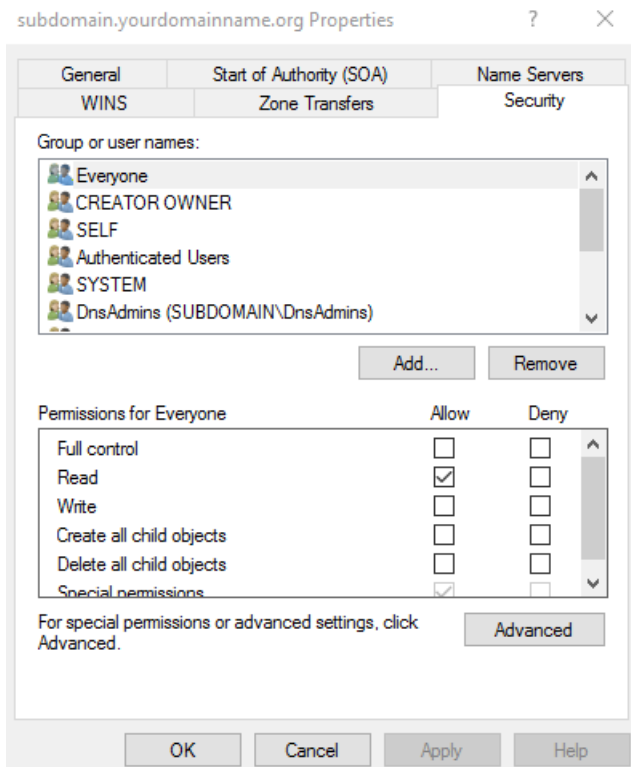 subdomain.yourdomainname.org Properties ? ×
General Start of Authority (SOA) Name Servers
WINS Zone Transfers Security
Group or user names:
Everyone
CREATOR OWNER
SELF
Authenticated Users
SYSTEM
DnsAdmins (SUBDOMAIN\DnsAdmins)
Add... Remove
Permissions for Everyone Allow Deny
Full control
Read
Write
Create all child objects
Delete all child objects
Special permissions
For special permissions or advanced settings, click
Advanced.
Advanced
OK Cancel Apply Help